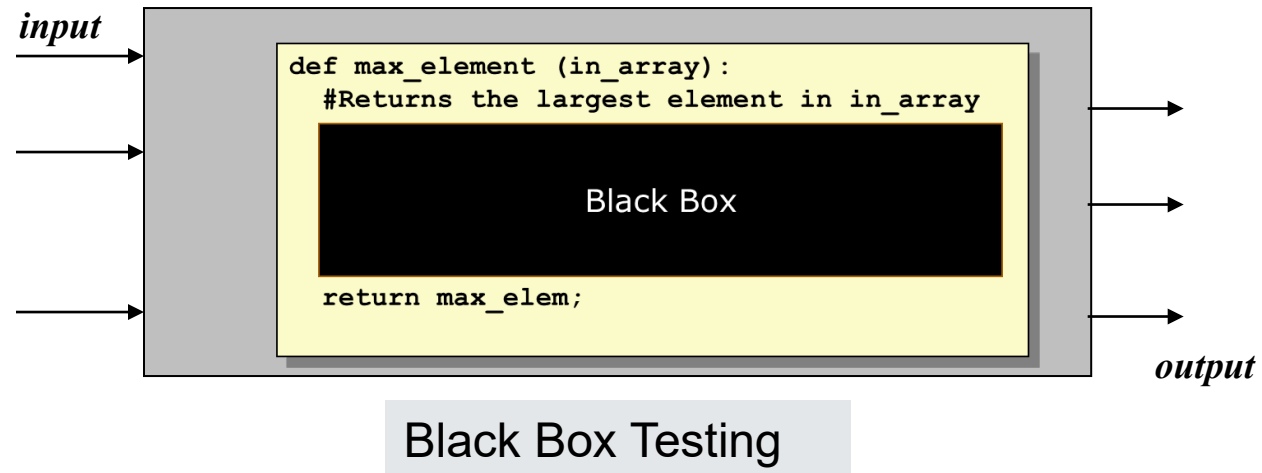 input
def max_element (in_array):
#Returns the largest element in in_array
Black Box
return max_elem;
output
Black Box Testing